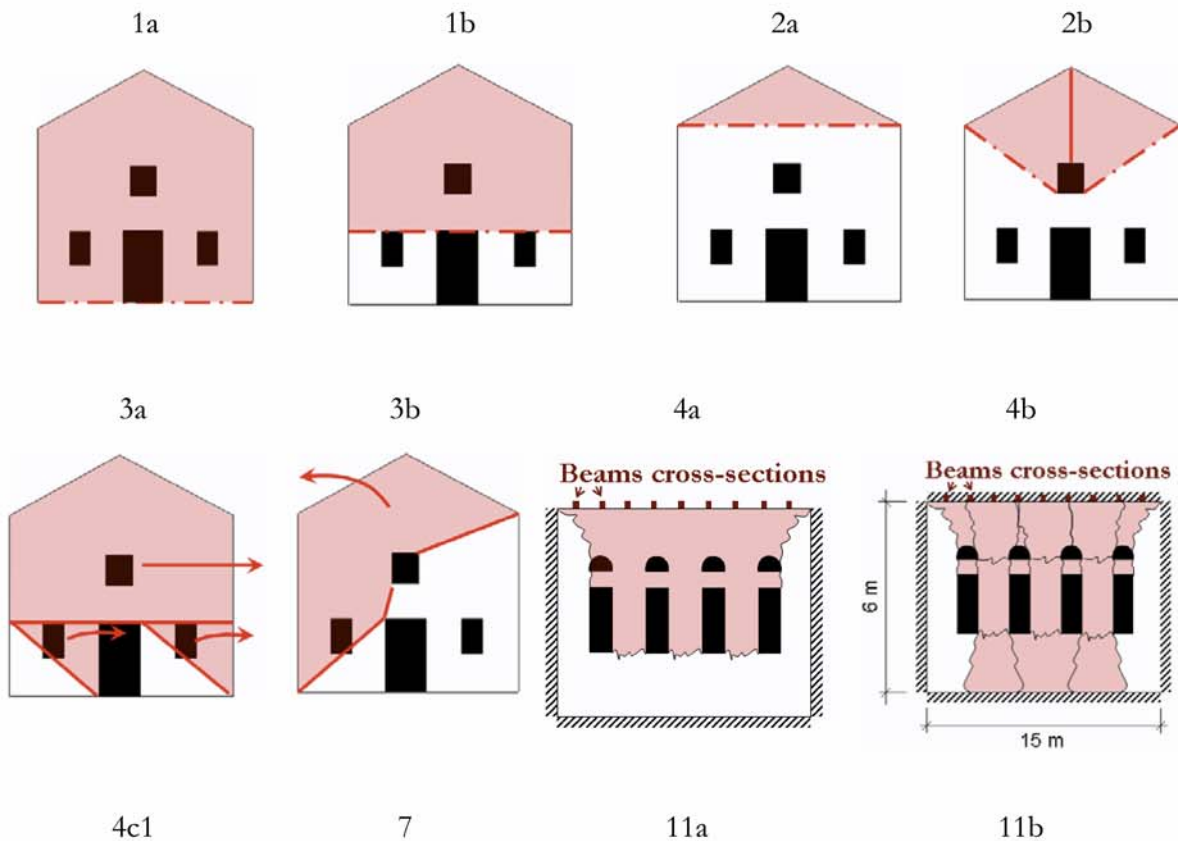 1a 1b 2a 2b
3a 3b 4a 4b
Beams cross-sections Beams cross-sections
6 m
15 m
4c1 7 11a 11b